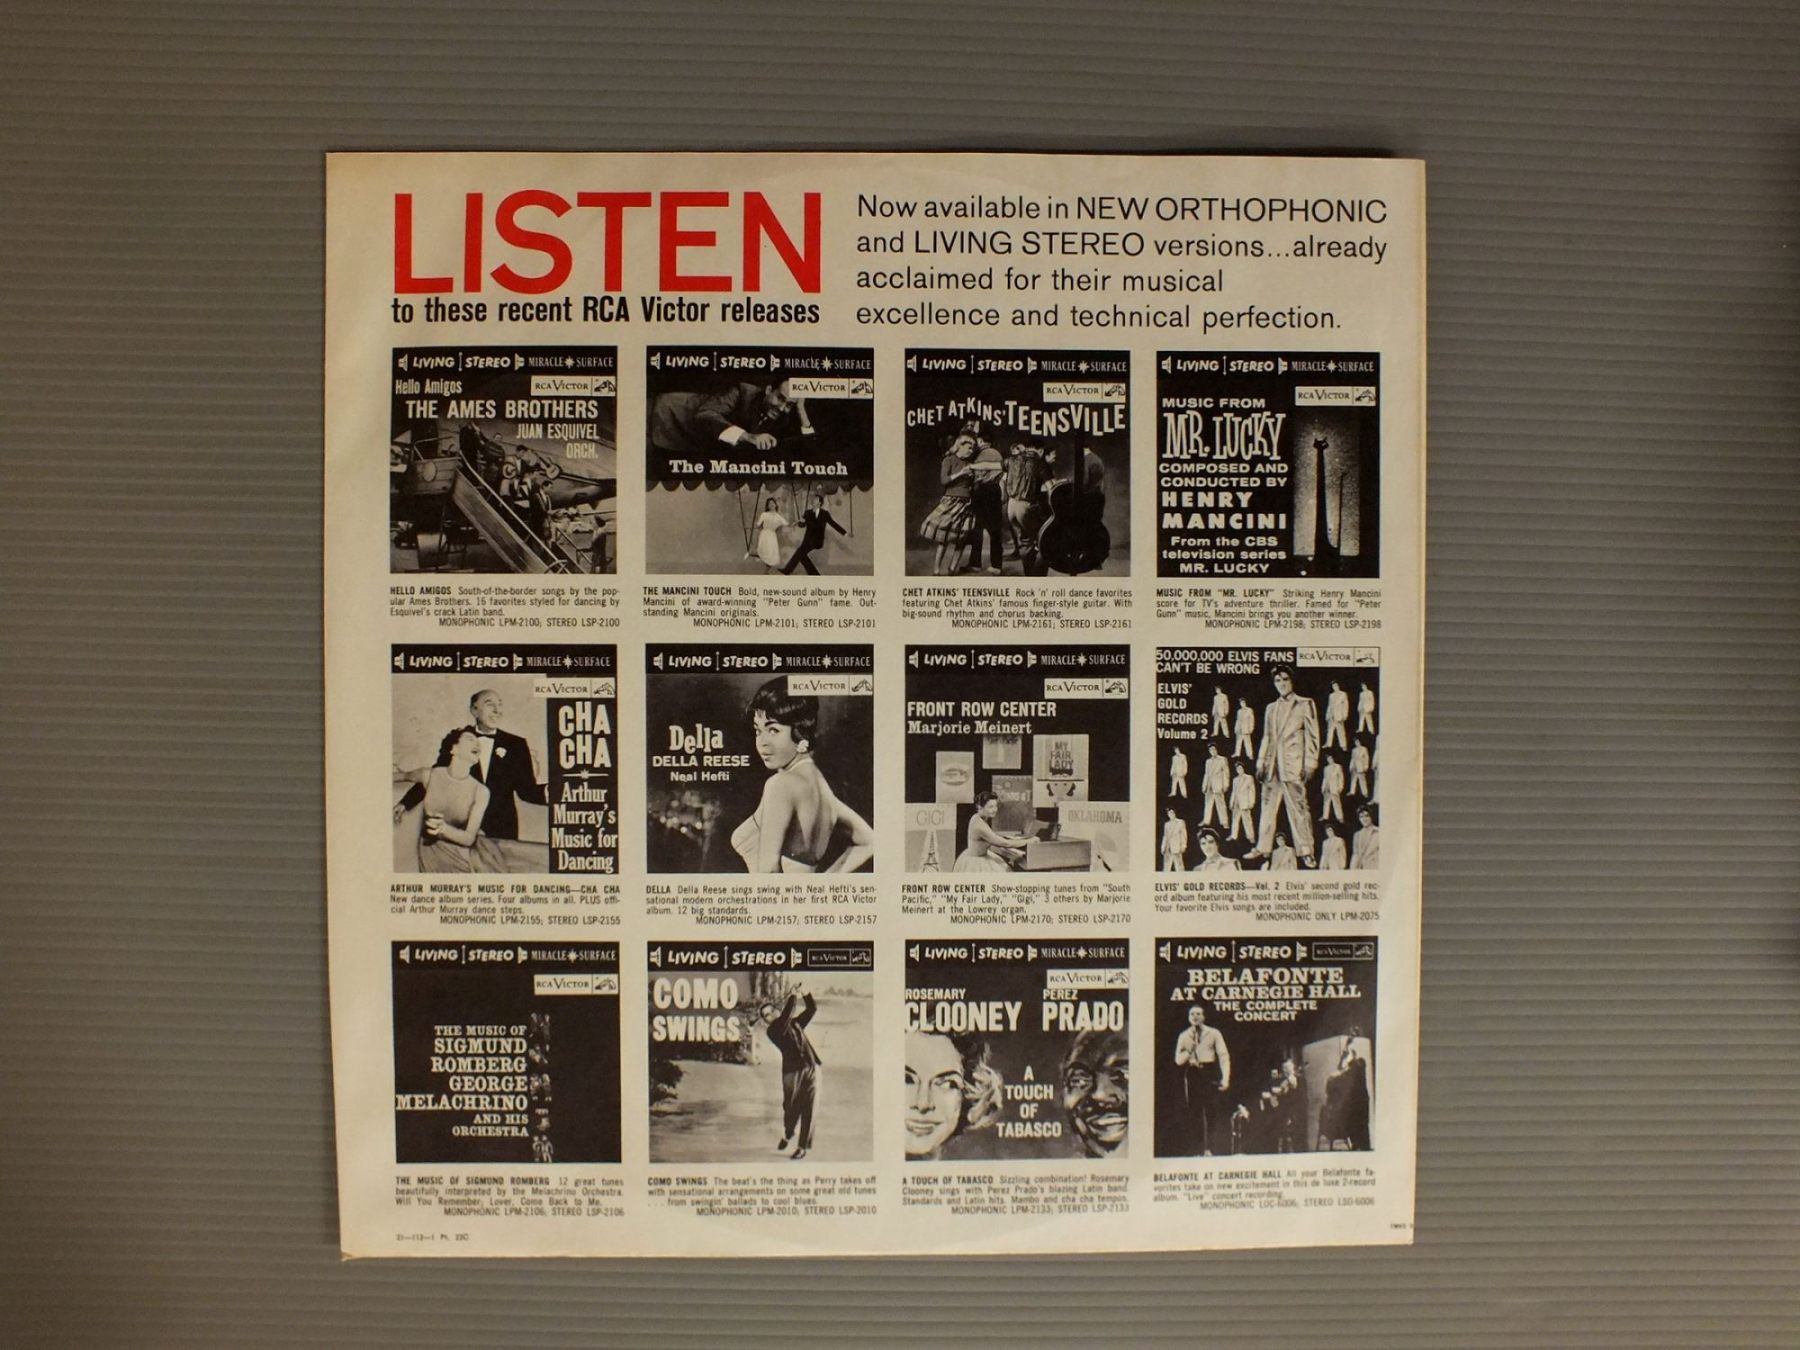 LISTEN
to these recent RCA Victor releases
Now available in NEW ORTHOPHONIC
and LIVING STEREO versions...already
acclaimed for their musical
excellence and technical perfection.
LIVING STEREO MIRACLE SURFACE
RCA VICTOR
Hello Amigos
THE AMES BROTHERS
JUAN ESQUIVEL
ORCH.
HELLO AMIGOS South-of-the-border songs by the pop-
ular Ames Brothers. 16 favorites styled for dancing by
Esquivel's crack Latin band.
MONOPHONIC LPM-2100; STEREO LSP-2100
LIVING STEREO MIRACLE SURFACE
RCA VICTOR
The Mancini Touch
THE MANCINI TOUCH Bold, new-sound album by Henry
Mancini of award-winning "Peter Gunn" fame. Out-
standing Mancini originals.
MONOPHONIC LPM-2101; STEREO LSP-2101
LIVING STEREO MIRACLE SURFACE
RCA VICTOR
CHET ATKINS' TEENSVILLE
CHET ATKINS' TEENSVILLE Rock 'n' roll dance favorites
featuring Chet Atkins' famous finger-style guitar. With
big-sound rhythm and chorus backing.
MONOPHONIC LPM-2161; STEREO LSP-2161
LIVING STEREO MIRACLE SURFACE
RCA VICTOR
MUSIC FROM
MR. LUCKY
COMPOSED AND
CONDUCTED BY
HENRY
MANCINI
From the CBS
television series
MR. LUCKY
MUSIC FROM "MR. LUCKY" Striking Henry Mancini
score for TV's adventure thriller. Famed for "Peter
Gunn" music, Mancini brings you another winner.
MONOPHONIC LPM-2198; STEREO LSP-2198
LIVING STEREO MIRACLE SURFACE
RCA VICTOR
CHA
CHA
Arthur
Murray's
Music for
Dancing
ARTHUR MURRAY'S MUSIC FOR DANCING—CHA CHA
New dance album series. Four albums in all. PLUS offi-
cial Arthur Murray dance steps.
MONOPHONIC LPM-2155; STEREO LSP-2155
LIVING STEREO MIRACLE SURFACE
RCA VICTOR
Della
DELLA REESE
Neal Hefti
DELLA Della Reese sings swing with Neal Hefti's sen-
sational modern orchestrations in her first RCA Victor
album. 12 big standards.
MONOPHONIC LPM-2157; STEREO LSP-2157
LIVING STEREO MIRACLE SURFACE
RCA VICTOR
FRONT ROW CENTER
Marjorie Meinert
MY
FAIR
LADY
GIGI
OKLAHOMA
FRONT ROW CENTER Show-stopping tunes from "South
Pacific," "My Fair Lady," "Gigi," 3 others by Marjorie
Meinert at the Lowrey organ.
MONOPHONIC LPM-2170; STEREO LSP-2170
50,000,000 ELVIS FANS
CAN'T BE WRONG
RCA VICTOR
ELVIS'
GOLD
RECORDS
Volume 2
ELVIS' GOLD RECORDS—Vol. 2 Elvis' second gold rec-
ord album featuring his most recent million-selling hits.
Your favorite Elvis songs are included.
MONOPHONIC ONLY LPM-2075
LIVING STEREO MIRACLE SURFACE
RCA VICTOR
THE MUSIC OF
SIGMUND
ROMBERG
GEORGE
MELACHRINO
AND HIS
ORCHESTRA
THE MUSIC OF SIGMUND ROMBERG 12 great tunes
beautifully interpreted by the Melachrino Orchestra.
Will You Remember; Lover, Come Back to Me.
MONOPHONIC LPM-2106; STEREO LSP-2106
LIVING STEREO RCA VICTOR
COMO
SWINGS
COMO SWINGS The beat's the thing as Perry takes off
with sensational arrangements on some great old tunes
. . . from swingin' ballads to cool blues.
MONOPHONIC LPM-2010; STEREO LSP-2010
LIVING STEREO MIRACLE SURFACE
RCA VICTOR
ROSEMARY PEREZ
CLOONEY PRADO
A
TOUCH
OF
TABASCO
A TOUCH OF TABASCO Sizzling combination! Rosemary
Clooney sings with Perez Prado's blazing Latin band.
Standards and Latin hits. Mambo and cha cha tempos.
MONOPHONIC LPM-2133; STEREO LSP-2133
LIVING STEREO RCA VICTOR
BELAFONTE
AT CARNEGIE HALL
THE COMPLETE
CONCERT
BELAFONTE AT CARNEGIE HALL All your Belafonte fa-
vorites take on new excitement in this de luxe 2-record
album. "Live" concert recording.
MONOPHONIC LOC-6006; STEREO LSO-6006
21—112—1 Pt. 22C